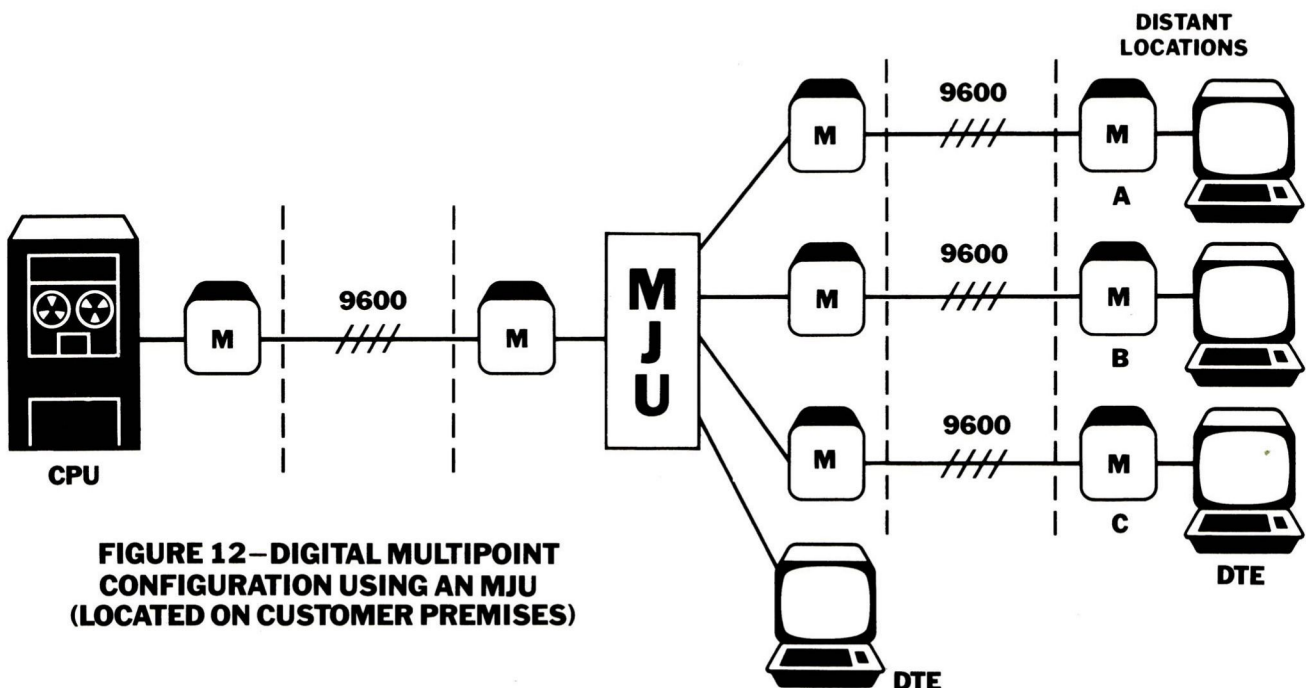 DISTANT
LOCATIONS
9600
M
M
A
9600
M
M
MJU
9600
M
M
B
CPU
9600
M
M
C
DTE
FIGURE 12–DIGITAL MULTIPOINT
CONFIGURATION USING AN MJU
(LOCATED ON CUSTOMER PREMISES)
DTE